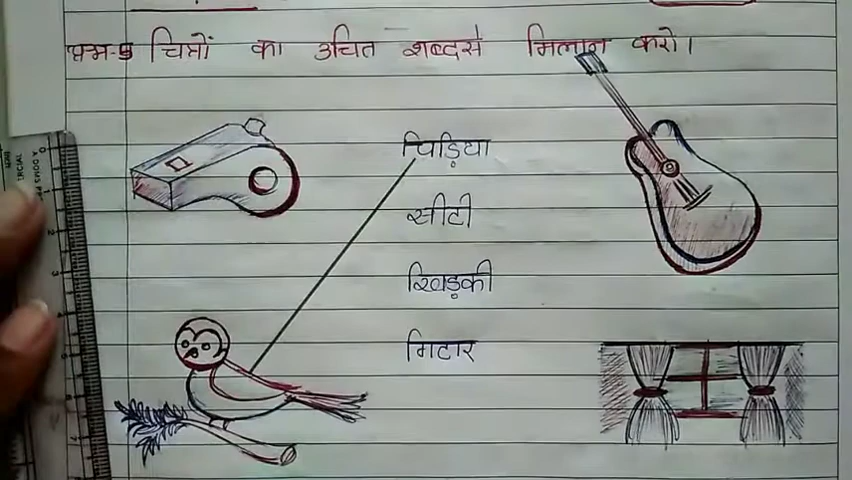 प्रश्न-5 चित्रों का उचित शब्दसे मिलान करो।
चिड़िया
सीटी
खिड़की
गिटार